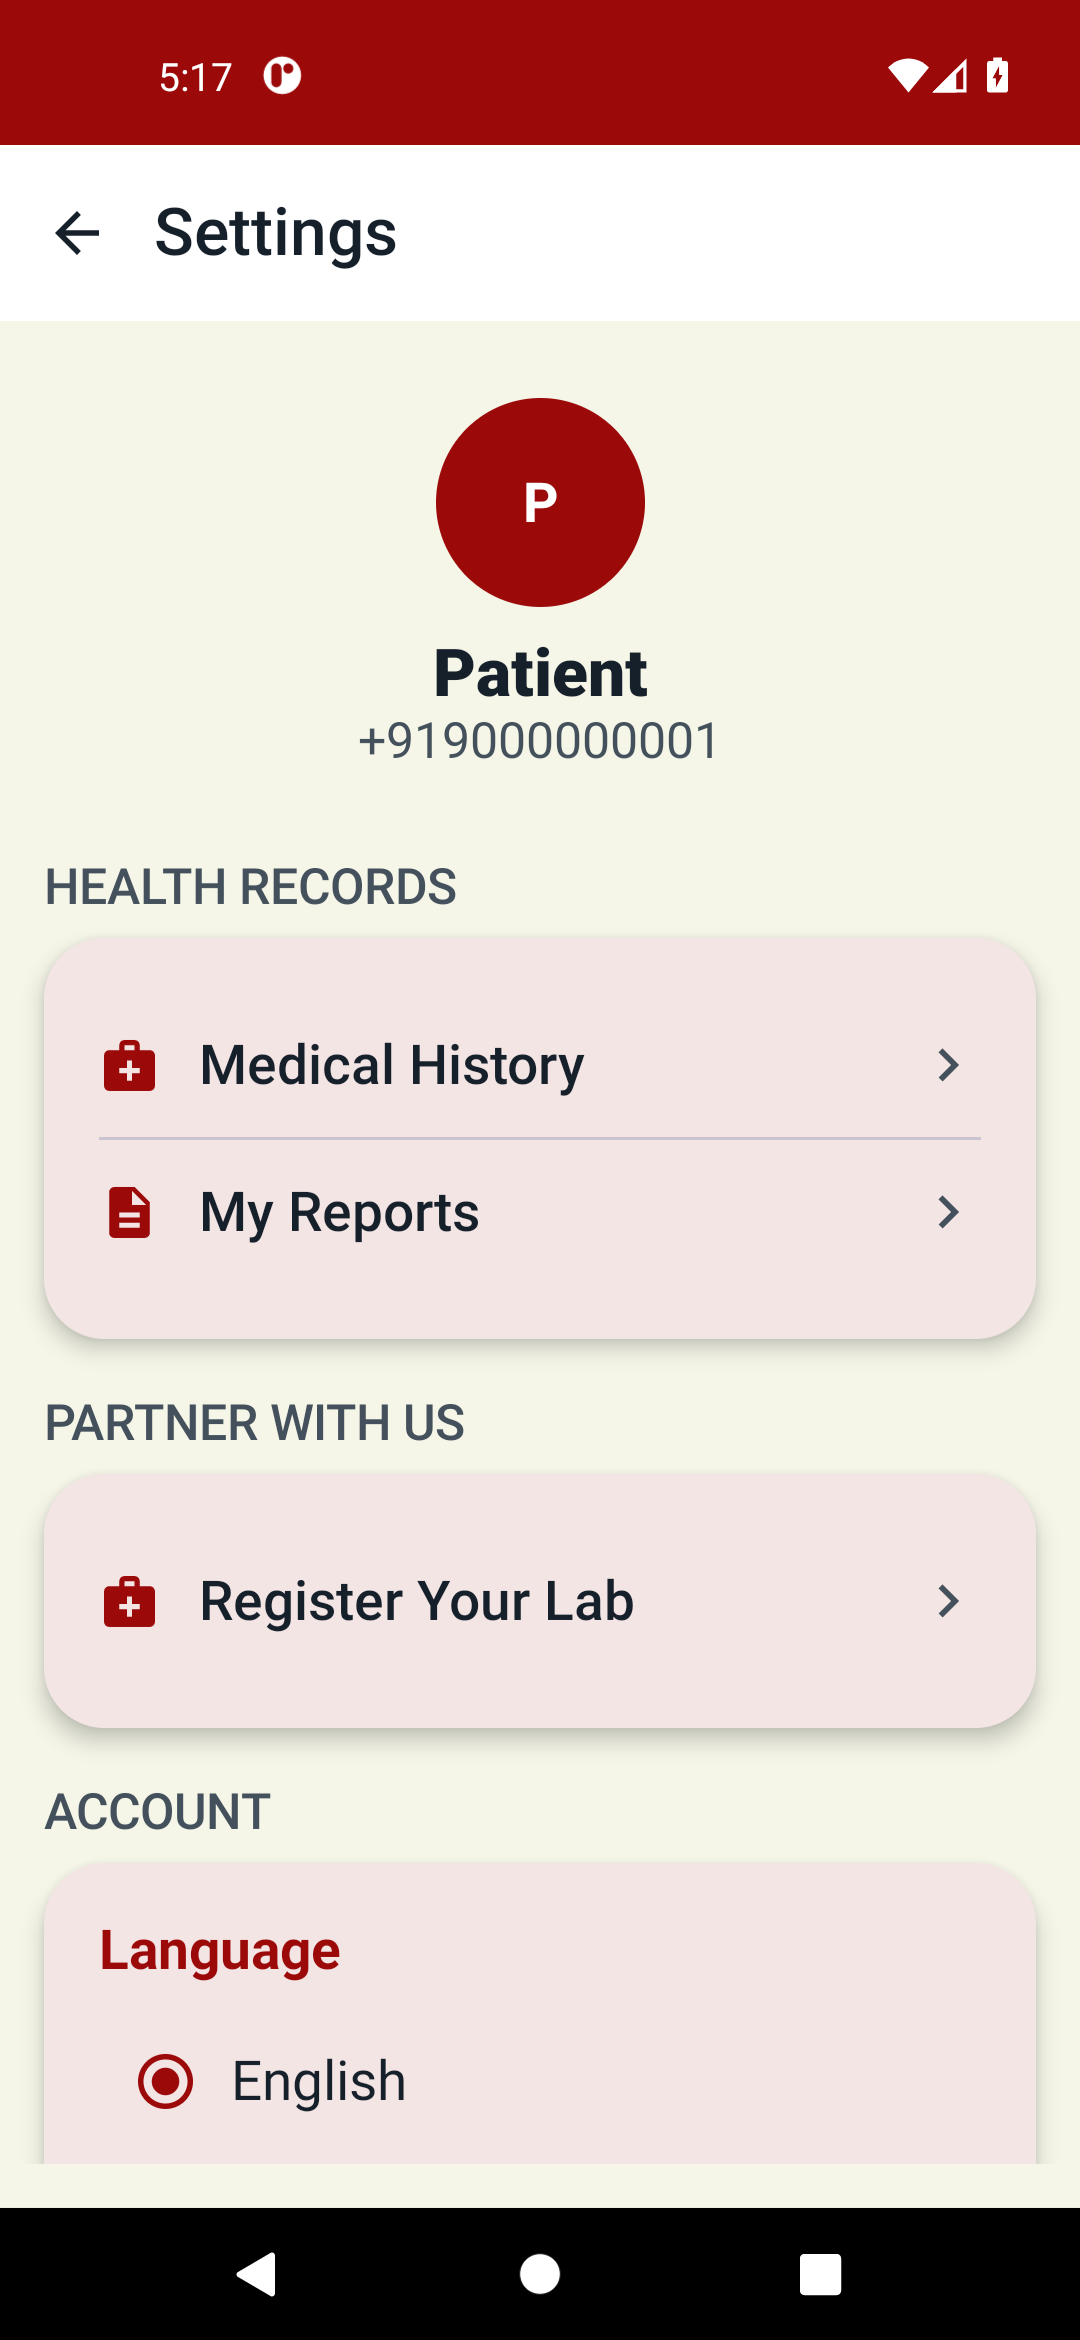 5:17
Settings
P
Patient
+919000000001
HEALTH RECORDS
Medical History
My Reports
PARTNER WITH US
Register Your Lab
ACCOUNT
Language
English